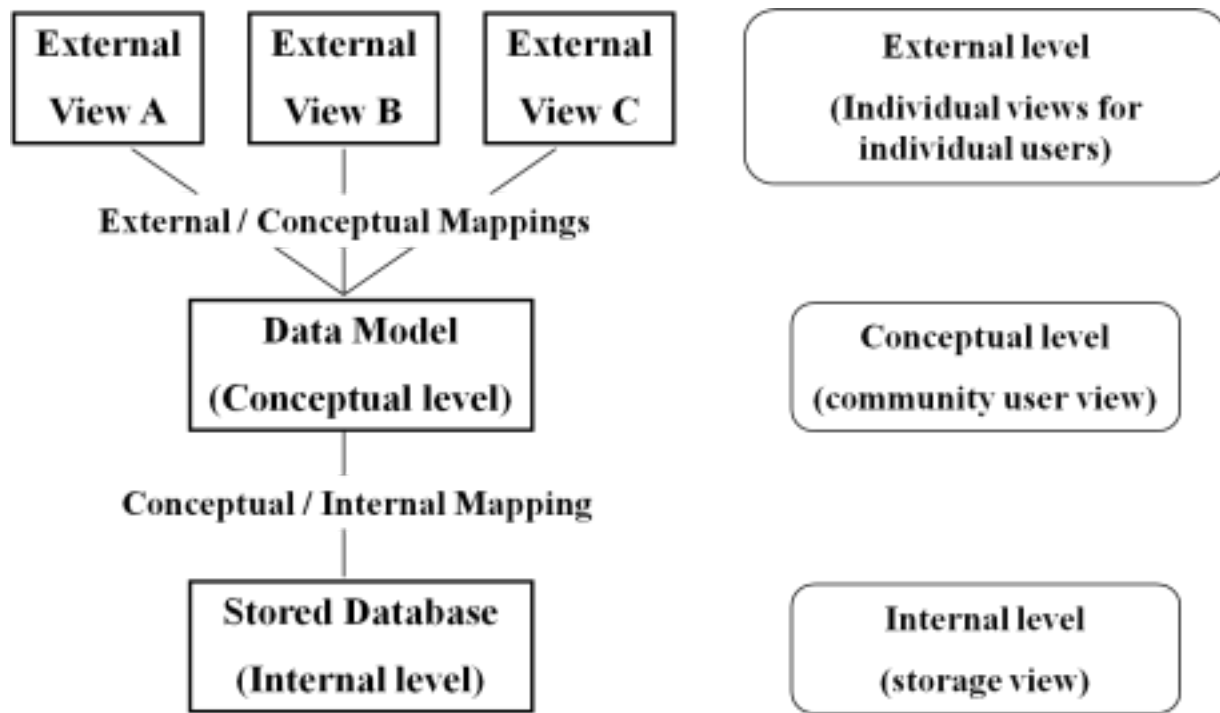 External
View A
External
View B
External
View C
External level
(Individual views for
individual users)
External / Conceptual Mappings
Data Model
(Conceptual level)
Conceptual level
(community user view)
Conceptual / Internal Mapping
Stored Database
(Internal level)
Internal level
(storage view)